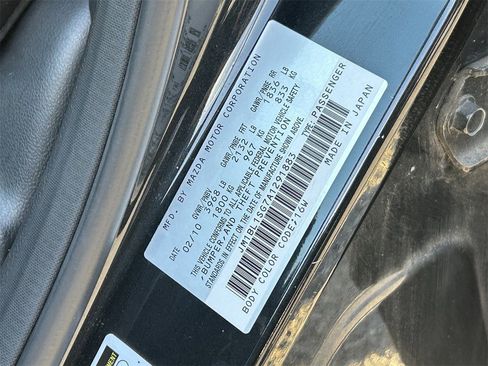 MFD. BY MAZDA MOTOR CORPORATION
02/10 GVWR/PNBV GAWR/PNBE FRT GAWR/PNBE RR
3968 LB 2132 LB 1836 LB
1800 KG 967 KG 833 KG
THIS VEHICLE CONFORMS TO ALL APPLICABLE FEDERAL MOTOR VEHICLE SAFETY,
BUMPER, AND THEFT PREVENTION
STANDARDS IN EFFECT ON THE DATE OF MANUFACTURE SHOWN ABOVE.
JM1BL1SG7A1291883 TYPE: PASSENGER
BODY COLOR CODE: 16W MADE IN JAPAN